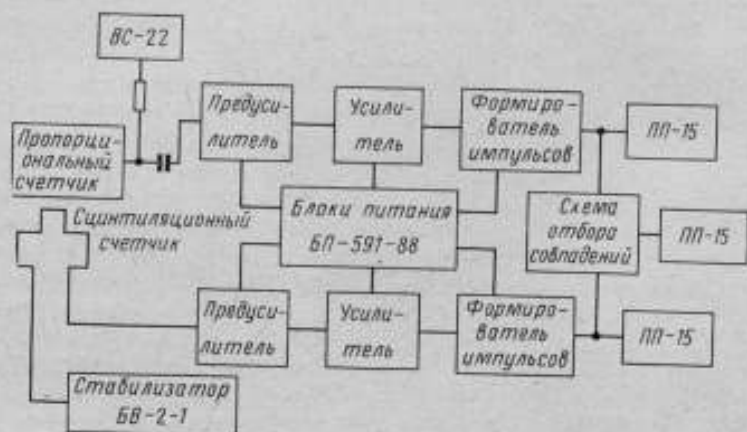 ВС-22
Предуси-
литель
Усили-
тель
Формиро-
ватель
импульсов
ПП-15
Пропорци-
ональный
счетчик
Сцинтиляционный
счетчик
Блоки питания
БП-591-88
Схема
отбора
совпадений
ПП-15
Предуси-
литель
Усили-
тель
Формиро-
ватель
импульсов
ПП-15
Стабилизатор
БВ-2-1